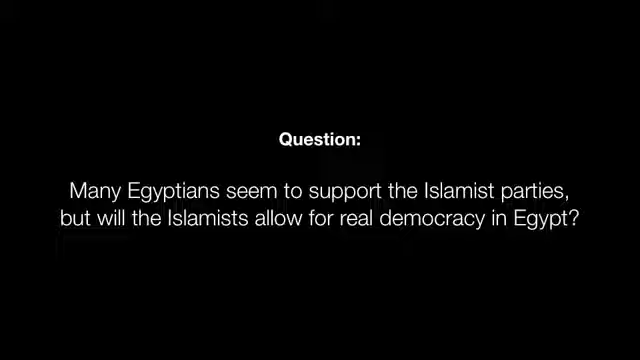 Question:
Many Egyptians seem to support the Islamist parties,
but will the Islamists allow for real democracy in Egypt?